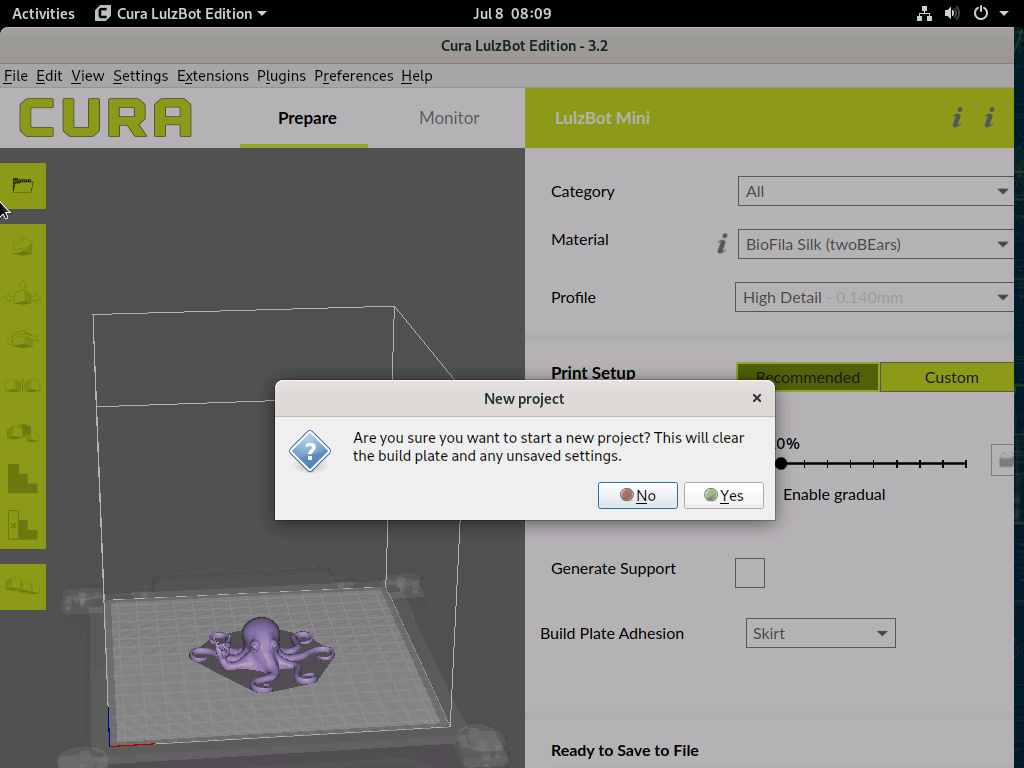 Activities
Cura LulzBot Edition
Jul 8 08:09
Cura LulzBot Edition - 3.2
File Edit View Settings Extensions Plugins Preferences Help
CURA
Prepare
Monitor
LulzBot Mini
Category
All
Material
BioFila Silk (twoBEars)
Profile
High Detail - 0.140mm
Print Setup
Recommended
Custom
New project
Are you sure you want to start a new project? This will clear
the build plate and any unsaved settings.
No
Yes
0%
Enable gradual
Generate Support
Build Plate Adhesion
Skirt
Ready to Save to File